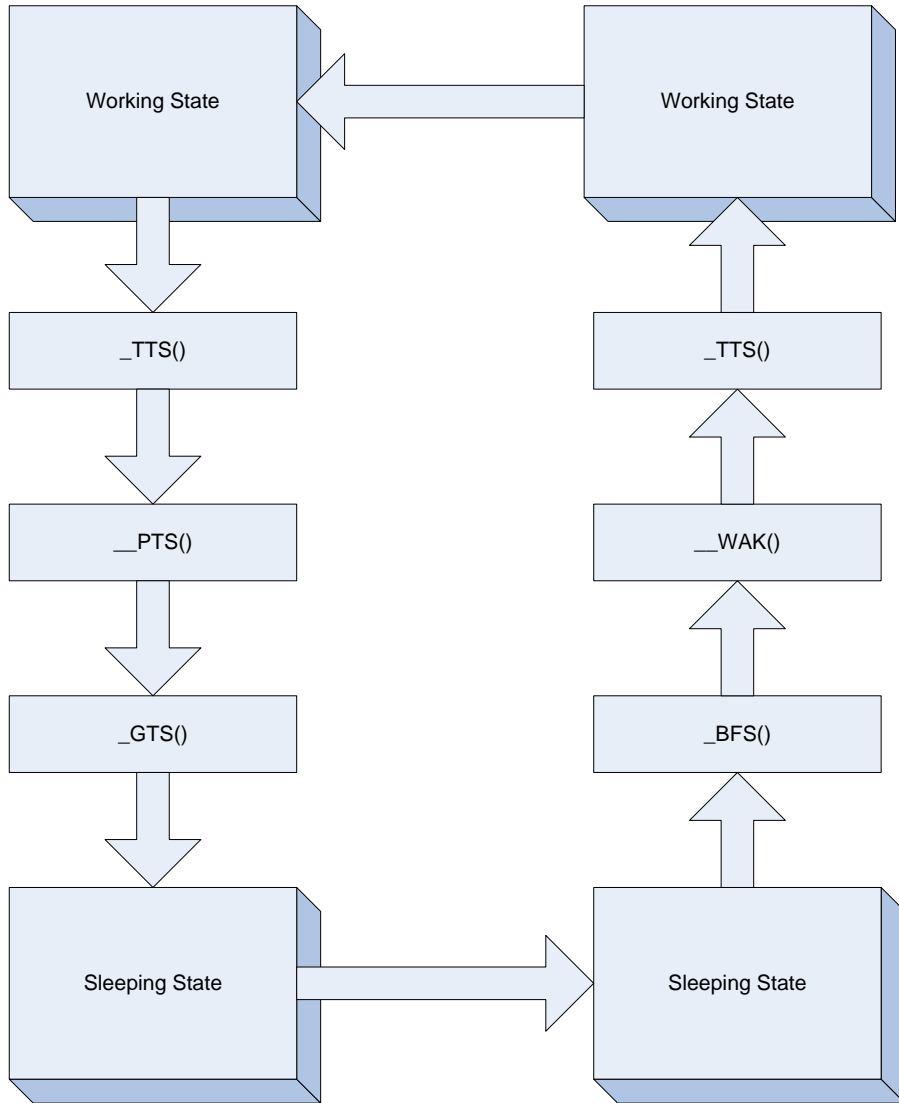 Working State
Working State
_TTS()
_TTS()
__PTS()
__WAK()
_GTS()
_BFS()
Sleeping State
Sleeping State